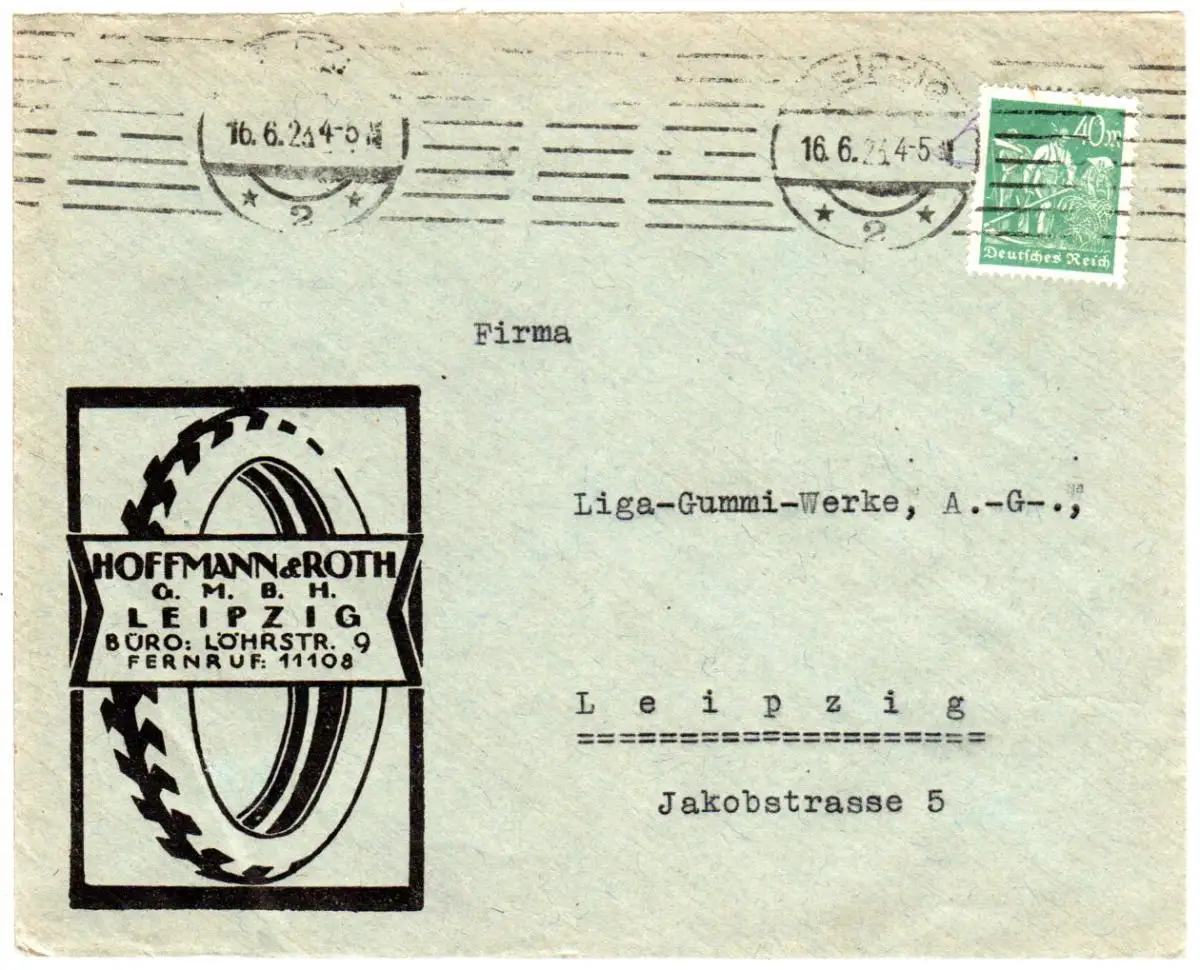 LEIPZIG
16.6.23 4-5 N
2
16.6.23 4-5 N
2
40 m
Deutsches Reich
Firma
Liga-Gummi-Werke, A.-G-.,
L e i p z i g
====================
Jakobstrasse 5
HOFFMANN & ROTH
G. M. B. H.
LEIPZIG
BÜRO: LÖHRSTR. 9
FERNRUF: 11108